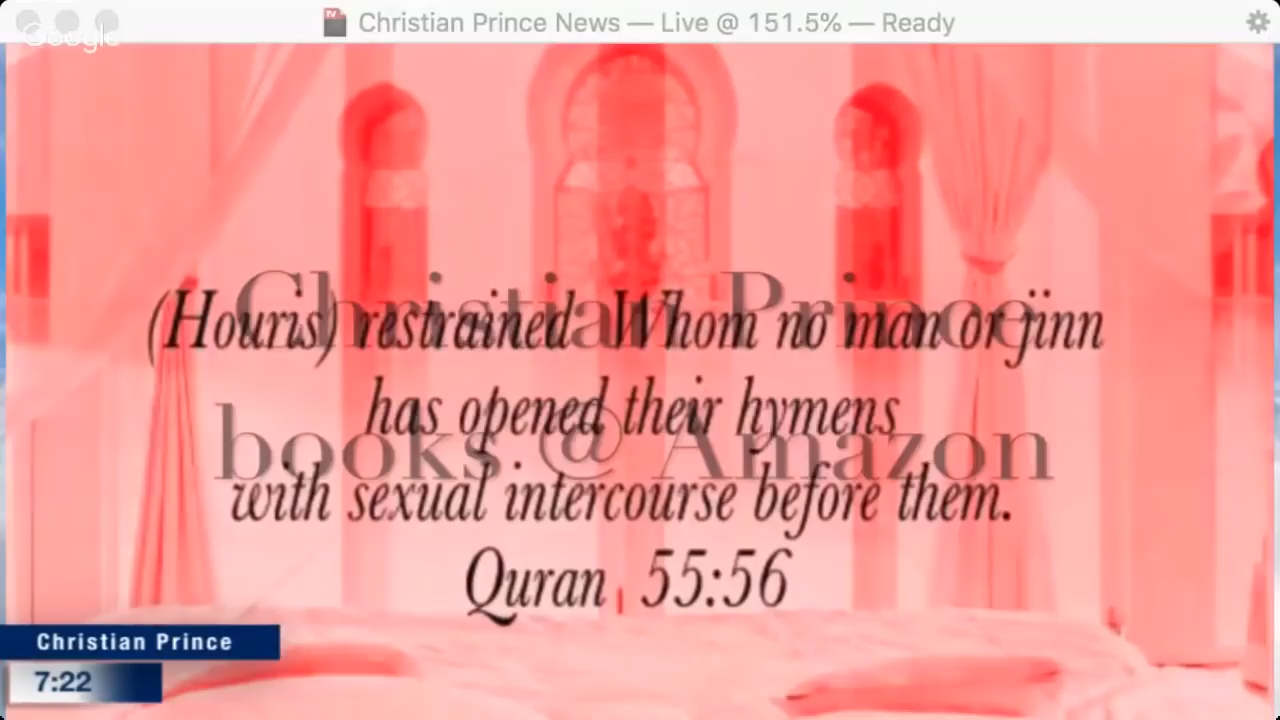 Christian Prince News — Live @ 151.5% — Ready
Google
Christian Prince
(Houris) restrained Whom no man or jinn
has opened their hymens
books @ Amazon
with sexual intercourse before them.
Quran 55:56
Christian Prince
7:22